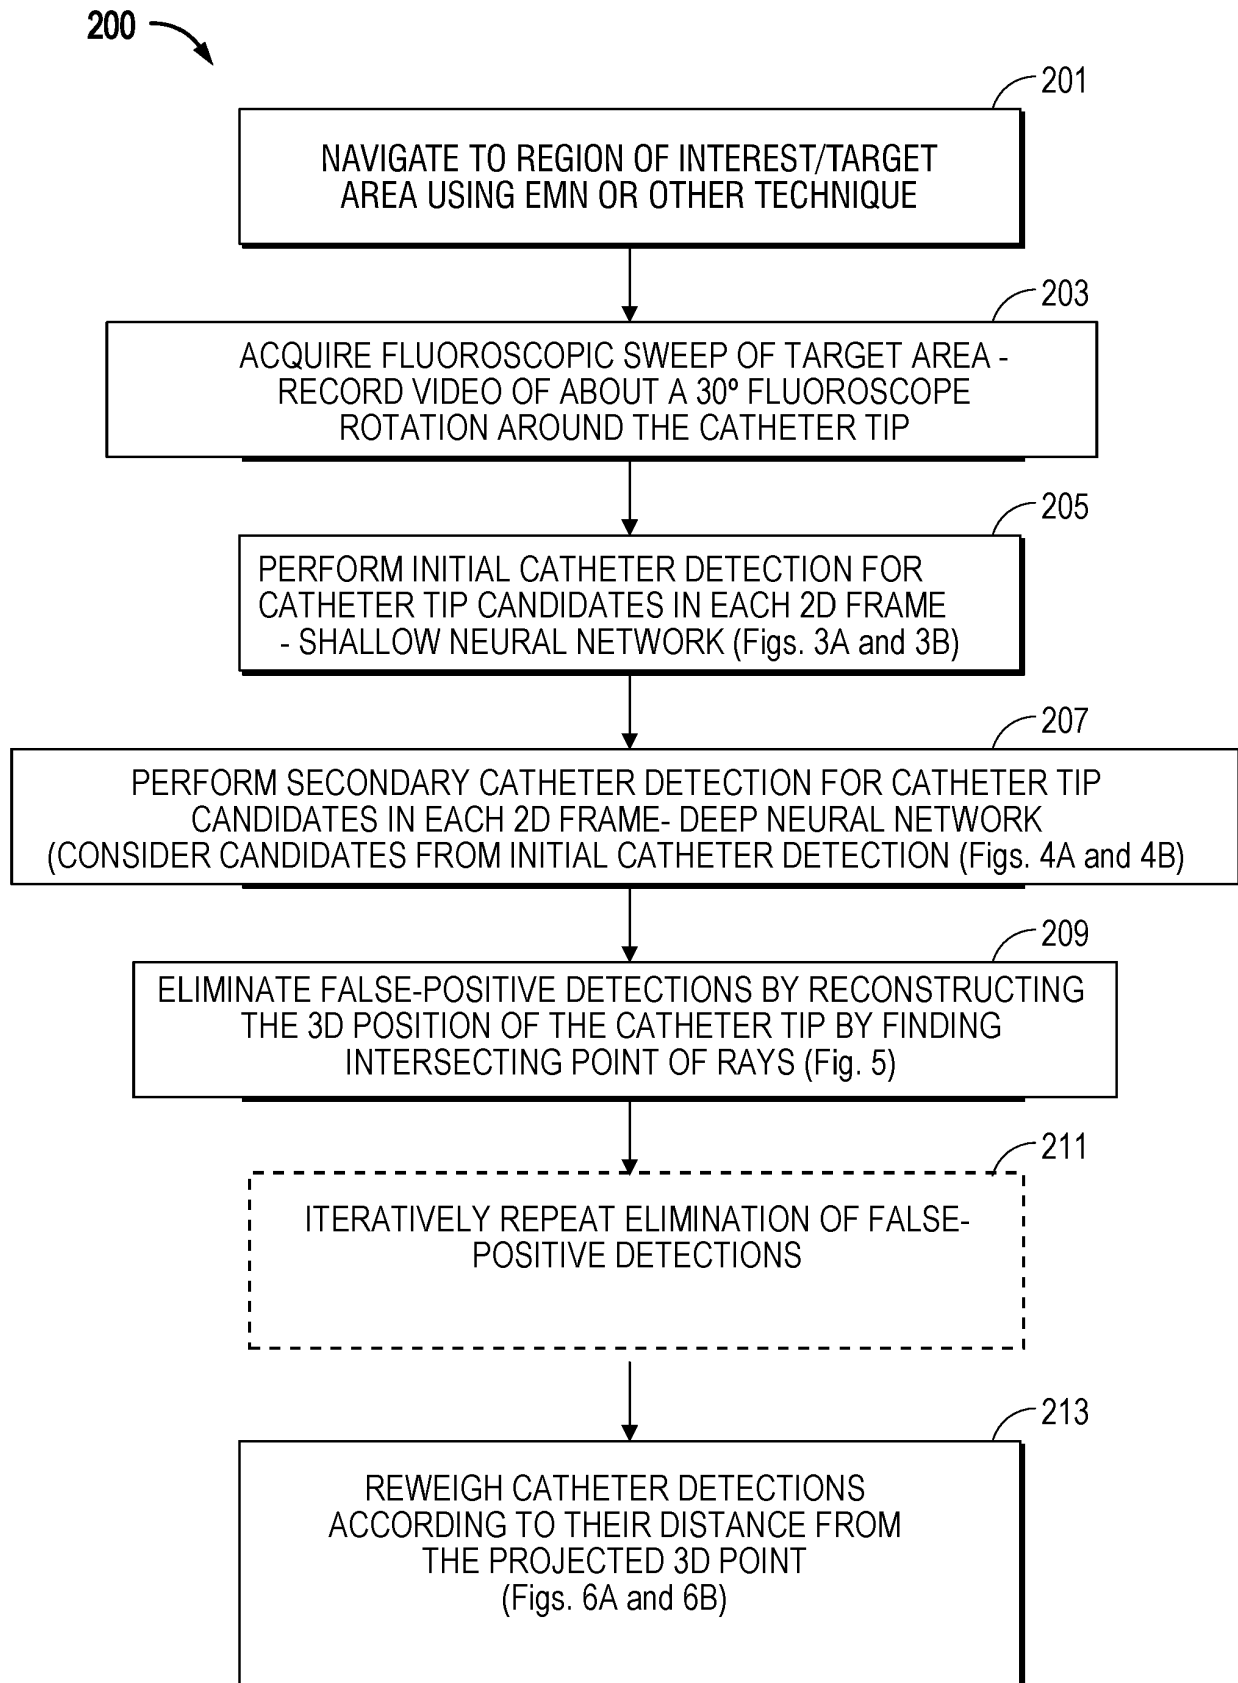 200
201
NAVIGATE TO REGION OF INTEREST/TARGET
AREA USING EMN OR OTHER TECHNIQUE
203
ACQUIRE FLUOROSCOPIC SWEEP OF TARGET AREA -
RECORD VIDEO OF ABOUT A 30º FLUOROSCOPE
ROTATION AROUND THE CATHETER TIP
205
PERFORM INITIAL CATHETER DETECTION FOR
CATHETER TIP CANDIDATES IN EACH 2D FRAME
- SHALLOW NEURAL NETWORK (Figs. 3A and 3B)
207
PERFORM SECONDARY CATHETER DETECTION FOR CATHETER TIP
CANDIDATES IN EACH 2D FRAME- DEEP NEURAL NETWORK
(CONSIDER CANDIDATES FROM INITIAL CATHETER DETECTION (Figs. 4A and 4B)
209
ELIMINATE FALSE-POSITIVE DETECTIONS BY RECONSTRUCTING
THE 3D POSITION OF THE CATHETER TIP BY FINDING
INTERSECTING POINT OF RAYS (Fig. 5)
211
ITERATIVELY REPEAT ELIMINATION OF FALSE-
POSITIVE DETECTIONS
213
REWEIGH CATHETER DETECTIONS
ACCORDING TO THEIR DISTANCE FROM
THE PROJECTED 3D POINT
(Figs. 6A and 6B)